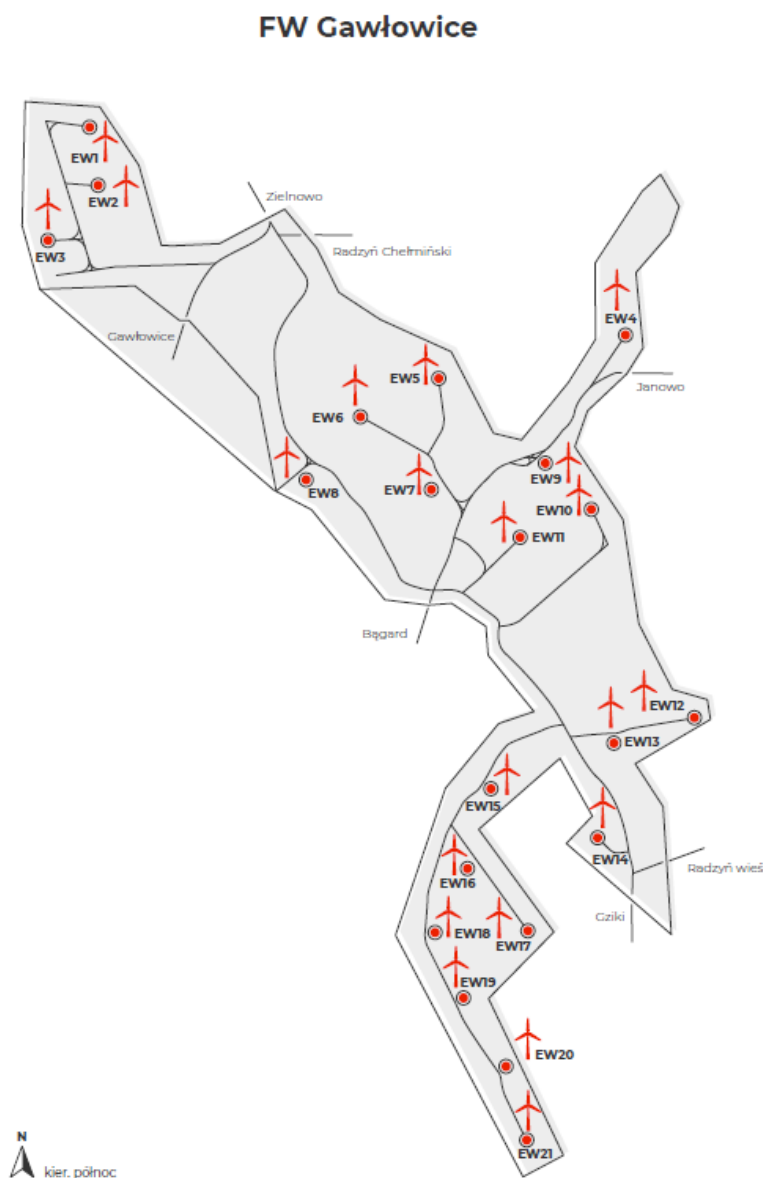 FW Gawłowice
EW1
EW2
Zielnowo
EW3
Radzyń Chełmiński
EW4
Gawłowice
EW5
Janowo
EW6
EW9
EW7
EW8
EW10
EW11
Bągard
EW12
EW13
EW15
EW14
Radzyń wieś
EW16
Gziki
EW18
EW17
EW19
EW20
N
EW21
kier. północ